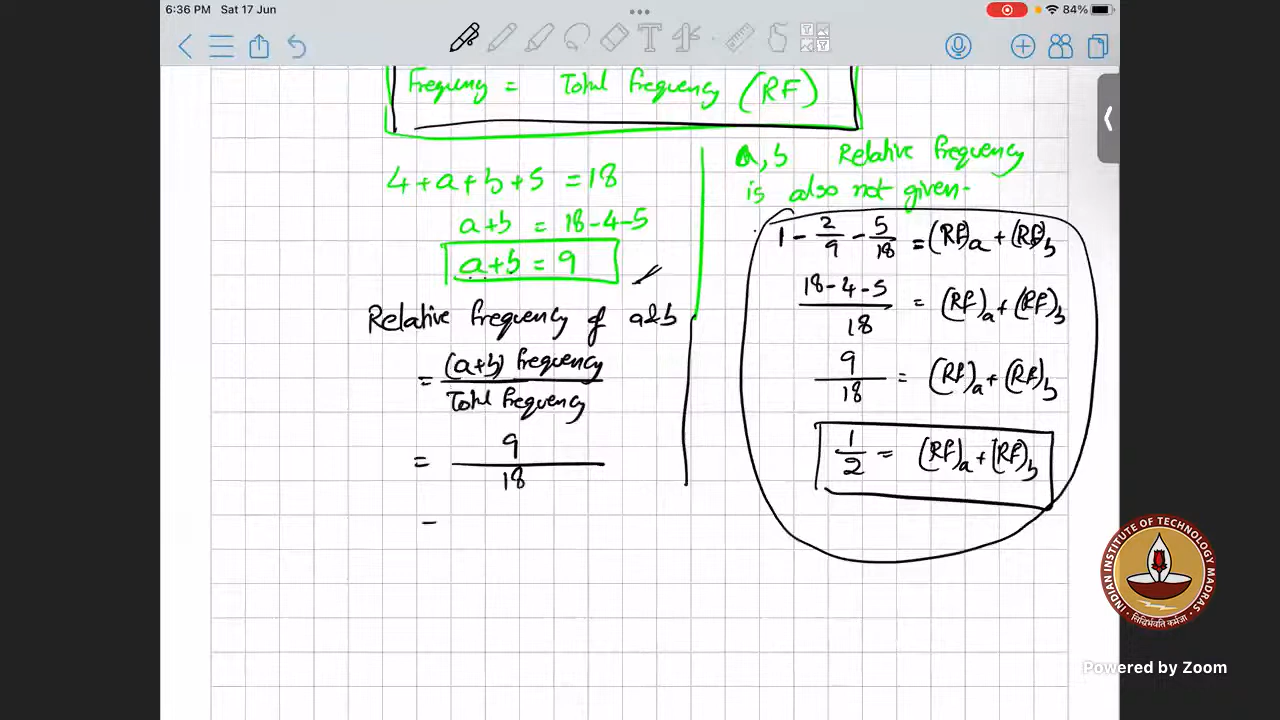 6:36 PM Sat 17 Jun
84%
Frequency = Total frequency (RF)
4+a+b+5 = 18
a+b = 18-4-5
a+b = 9
Relative frequency of a&b
= (a+b) frequency
Total frequency
= 9
18
=
a, b Relative frequency
is also not given-
1 - 2/9 - 5/18 = (RF)a + (RF)b
18-4-5
18 = (RF)a + (RF)b
9
18 = (RF)a + (RF)b
1
2 = (RF)a + (RF)b
INDIAN INSTITUTE OF TECHNOLOGY MADRAS
सिद्धिर्भवति कर्मजा
Powered by Zoom